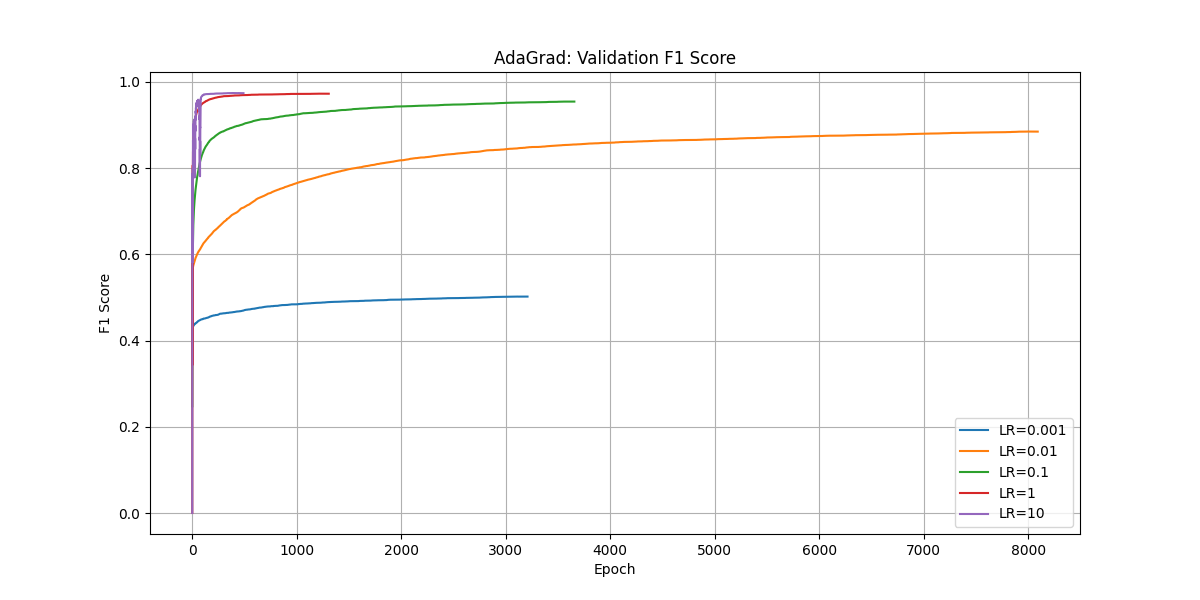 AdaGrad: Validation F1 Score
1.0
0.8
0.6
0.4
0.2
0.0
F1 Score
0 1000 2000 3000 4000 5000 6000 7000 8000
Epoch
LR=0.001
LR=0.01
LR=0.1
LR=1
LR=10